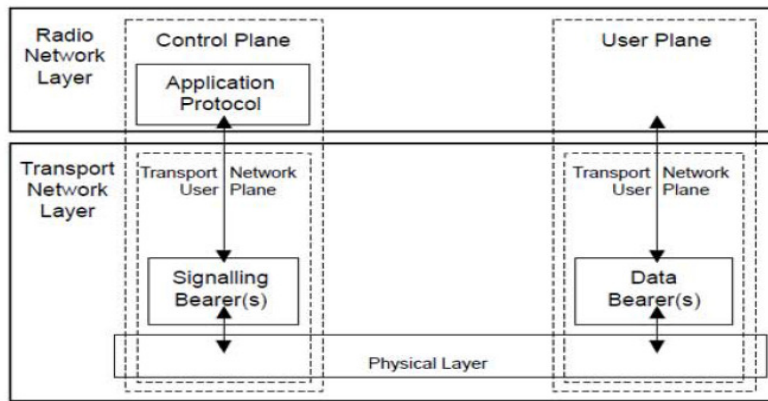 Radio
Network
Layer
Control Plane
User Plane
Application
Protocol
Transport
Network
Layer
Transport Network
User Plane
Transport Network
User Plane
Signalling
Bearer(s)
Data
Bearer(s)
Physical Layer